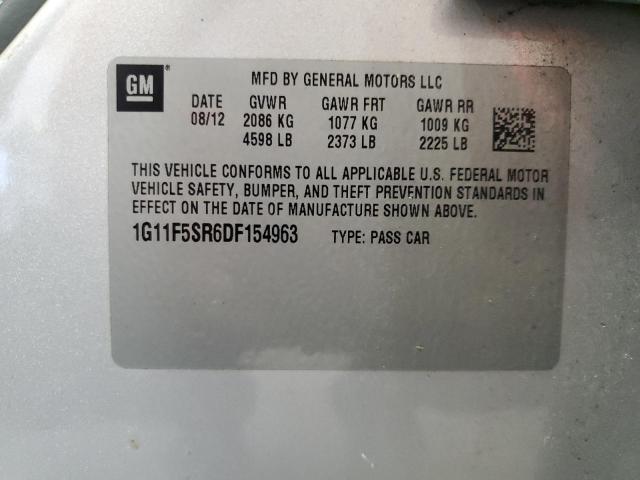 GM ® MFD BY GENERAL MOTORS LLC
DATE GVWR GAWR FRT GAWR RR
08/12 2086 KG 1077 KG 1009 KG
4598 LB 2373 LB 2225 LB
THIS VEHICLE CONFORMS TO ALL APPLICABLE U.S. FEDERAL MOTOR
VEHICLE SAFETY, BUMPER, AND THEFT PREVENTION STANDARDS IN
EFFECT ON THE DATE OF MANUFACTURE SHOWN ABOVE.
1G11F5SR6DF154963 TYPE: PASS CAR